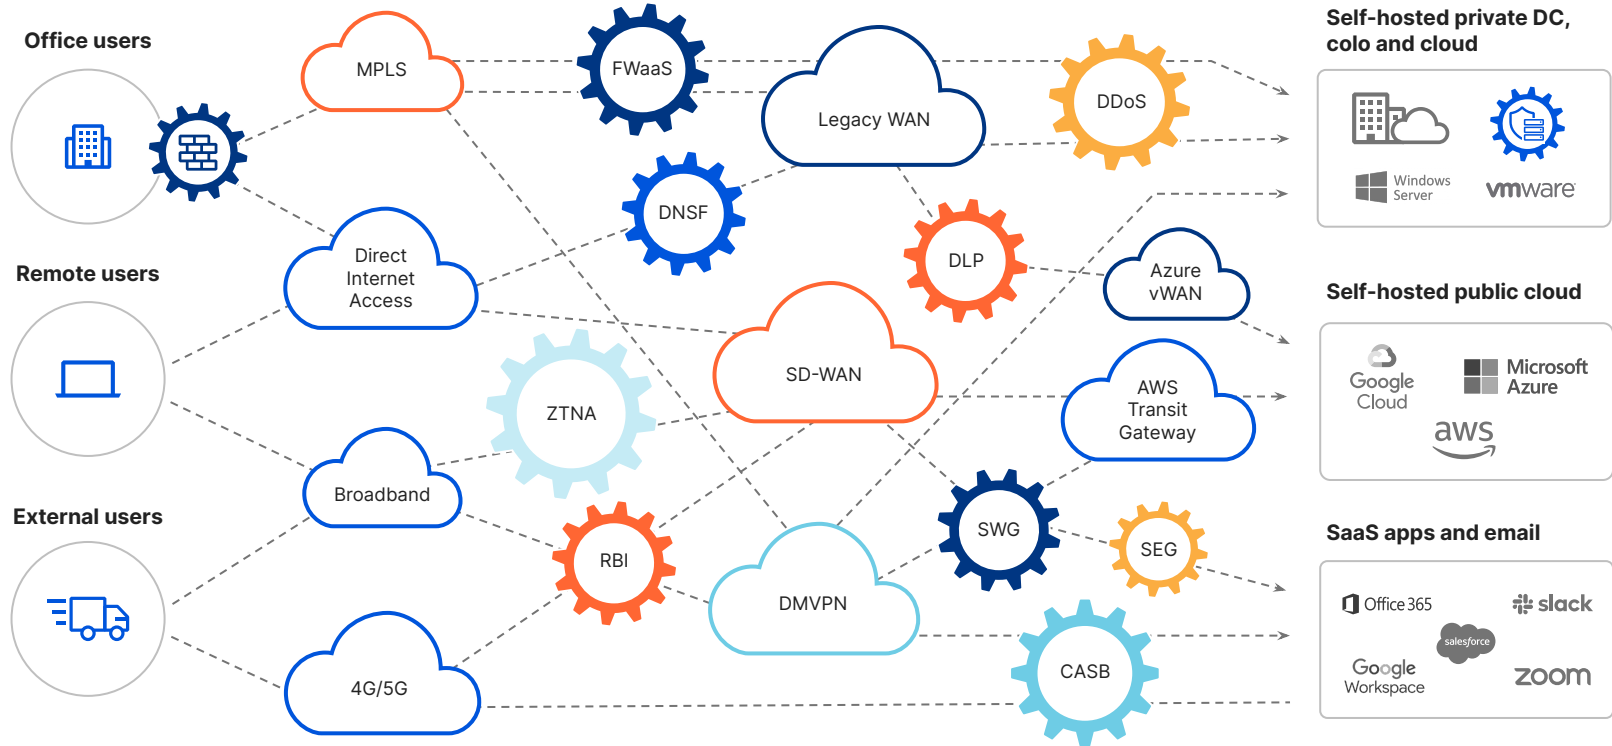 Office users
Remote users
External users
MPLS
Direct
Internet
Access
Broadband
4G/5G
FWaaS
DNSF
ZTNA
RBI
Legacy WAN
SD-WAN
DMVPN
DDoS
DLP
Azure
vWAN
AWS
Transit
Gateway
SWG
SEG
CASB
Self-hosted private DC,
colo and cloud
Windows
Server
vmware
Self-hosted public cloud
Google
Cloud
Microsoft
Azure
aws
SaaS apps and email
Office 365
slack
salesforce
Google
Workspace
zoom